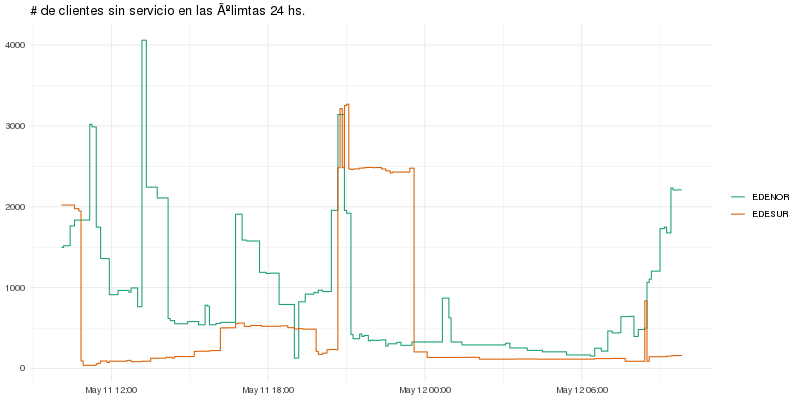 # de clientes sin servicio en las Ãºlimtas 24 hs.
4000
3000
2000
1000
0
May 11 12:00
May 11 18:00
May 12 00:00
May 12 06:00
EDENOR
EDESUR